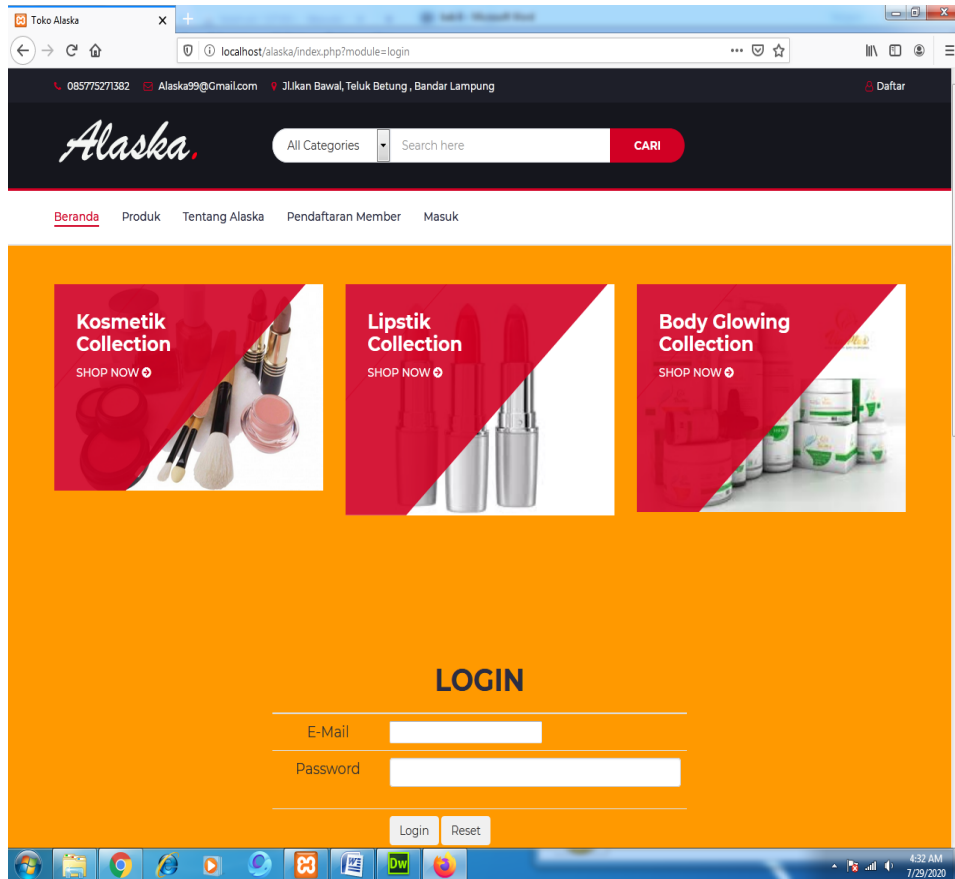 Toko Alaska
localhost/alaska/index.php?module=login
085775271382 Alaska99@Gmail.com Jl.Ikan Bawal, Teluk Betung , Bandar Lampung Daftar
Alaska.
All Categories Search here CARI
Beranda Produk Tentang Alaska Pendaftaran Member Masuk
Kosmetik
Collection
SHOP NOW
Lipstik
Collection
SHOP NOW
Body Glowing
Collection
SHOP NOW
LOGIN
E-Mail
Password
Login Reset
Dw
4:32 AM
7/29/2020